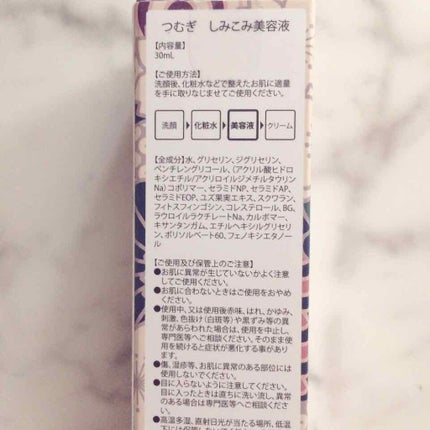 つむぎ しみこみ美容液
【内容量】
30mL
【ご使用方法】
洗顔後、化粧水などで整えたお肌に適量
を手に取りなじませてご使用ください。
洗顔 化粧水 美容液 クリーム
【全成分】水、グリセリン、ジグリセリン、
ペンチレングリコール、(アクリル酸ヒドロ
キシエチル/アクリロイルジメチルタウリン
Na)コポリマー、セラミドNP、セラミドAP、
セラミドEOP、ユズ果実エキス、スクワラン、
フィトスフィンゴシン、コレステロール、BG、
ラウロイルラクチレートNa、カルボマー、
キサンタンガム、エチルヘキシルグリセリ
ン、ポリソルベート60、フェノキシエタノー
ル
【ご使用及び保管上のご注意】
●お肌に異常が生じていないかよく注意
してご使用ください。
●お肌に合わないときはご使用をおやめ
ください。
●使用中、又は使用後赤味、はれ、かゆみ、
刺激、色抜け(白斑等)や黒ずみ等の異
常があらわれた場合は、使用を中止し、
専門医等へご相談ください。そのまま使用
を続けると症状が悪化する事があり
ます。
●傷、湿疹等、お肌に異常のある部位には
使用しないでください。
●目に入らないように注意してください。
目に入ったときは直ちに洗い流し、異常
のある場合は専門医等へご相談くださ
い。
●高温多湿、直射日光が当たる場所、低温
下には保管しないでください。